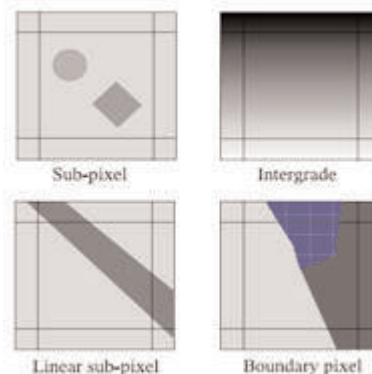 Sub-pixel
Intergrade
Linear sub-pixel
Boundary pixel